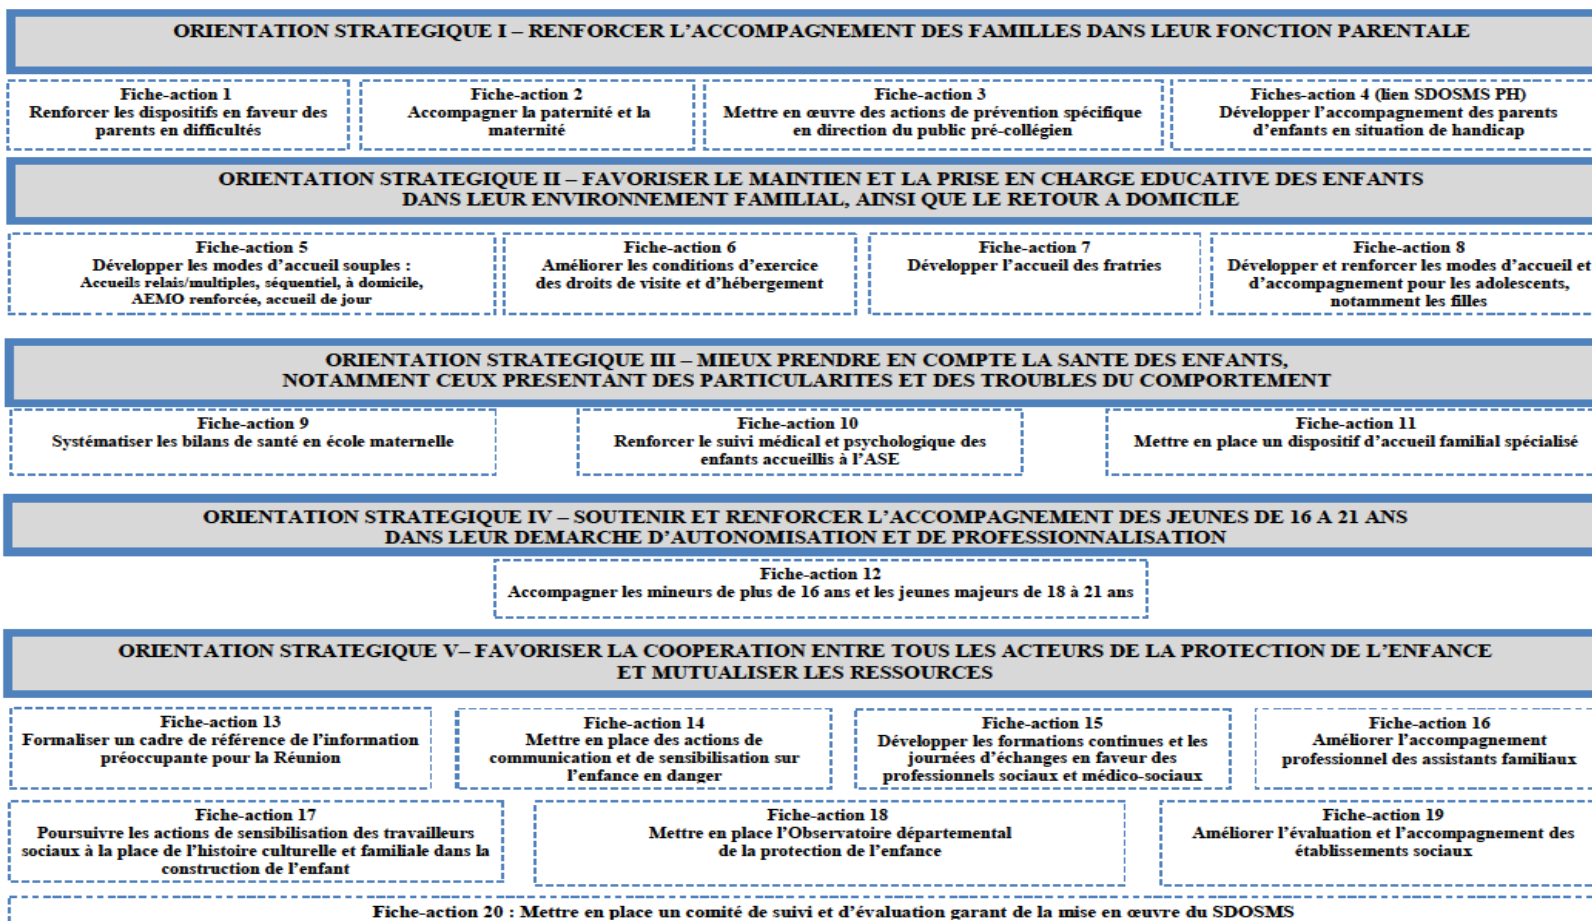 ORIENTATION STRATEGIQUE I – RENFORCER L'ACCOMPAGNEMENT DES FAMILLES DANS LEUR FONCTION PARENTALE
Fiche-action 1
Renforcer les dispositifs en faveur des
parents en difficultés
Fiche-action 2
Accompagner la paternité et la
maternité
Fiche-action 3
Mettre en œuvre des actions de prévention spécifique
en direction du public pré-collégien
Fiches-action 4 (lien SDOSMS PH)
Développer l'accompagnement des parents
d'enfants en situation de handicap
ORIENTATION STRATEGIQUE II – FAVORISER LE MAINTIEN ET LA PRISE EN CHARGE EDUCATIVE DES ENFANTS
DANS LEUR ENVIRONNEMENT FAMILIAL, AINSI QUE LE RETOUR A DOMICILE
Fiche-action 5
Développer les modes d'accueil souples :
Accueils relais/multiples, séquentiel, à domicile,
AEMO renforcée, accueil de jour
Fiche-action 6
Améliorer les conditions d'exercice
des droits de visite et d'hébergement
Fiche-action 7
Développer l'accueil des fratries
Fiche-action 8
Développer et renforcer les modes d'accueil et
d'accompagnement pour les adolescents,
notamment les filles
ORIENTATION STRATEGIQUE III – MIEUX PRENDRE EN COMPTE LA SANTE DES ENFANTS,
NOTAMMENT CEUX PRESENTANT DES PARTICULARITES ET DES TROUBLES DU COMPORTEMENT
Fiche-action 9
Systématiser les bilans de santé en école maternelle
Fiche-action 10
Renforcer le suivi médical et psychologique des
enfants accueillis à l'ASE
Fiche-action 11
Mettre en place un dispositif d'accueil familial spécialisé
ORIENTATION STRATEGIQUE IV – SOUTENIR ET RENFORCER L'ACCOMPAGNEMENT DES JEUNES DE 16 A 21 ANS
DANS LEUR DEMARCHE D'AUTONOMISATION ET DE PROFESSIONNALISATION
Fiche-action 12
Accompagner les mineurs de plus de 16 ans et les jeunes majeurs de 18 à 21 ans
ORIENTATION STRATEGIQUE V– FAVORISER LA COOPERATION ENTRE TOUS LES ACTEURS DE LA PROTECTION DE L'ENFANCE
ET MUTUALISER LES RESSOURCES
Fiche-action 13
Formaliser un cadre de référence de l'information
préoccupante pour la Réunion
Fiche-action 14
Mettre en place des actions de
communication et de sensibilisation sur
l'enfance en danger
Fiche-action 15
Développer les formations continues et les
journées d'échanges en faveur des
professionnels sociaux et médico-sociaux
Fiche-action 16
Améliorer l'accompagnement
professionnel des assistants familiaux
Fiche-action 17
Poursuivre les actions de sensibilisation des travailleurs
sociaux à la place de l'histoire culturelle et familiale dans la
construction de l'enfant
Fiche-action 18
Mettre en place l'Observatoire départemental
de la protection de l'enfance
Fiche-action 19
Améliorer l'évaluation et l'accompagnement des
établissements sociaux
Fiche-action 20 : Mettre en place un comité de suivi et d'évaluation garant de la mise en œuvre du SDOSMS